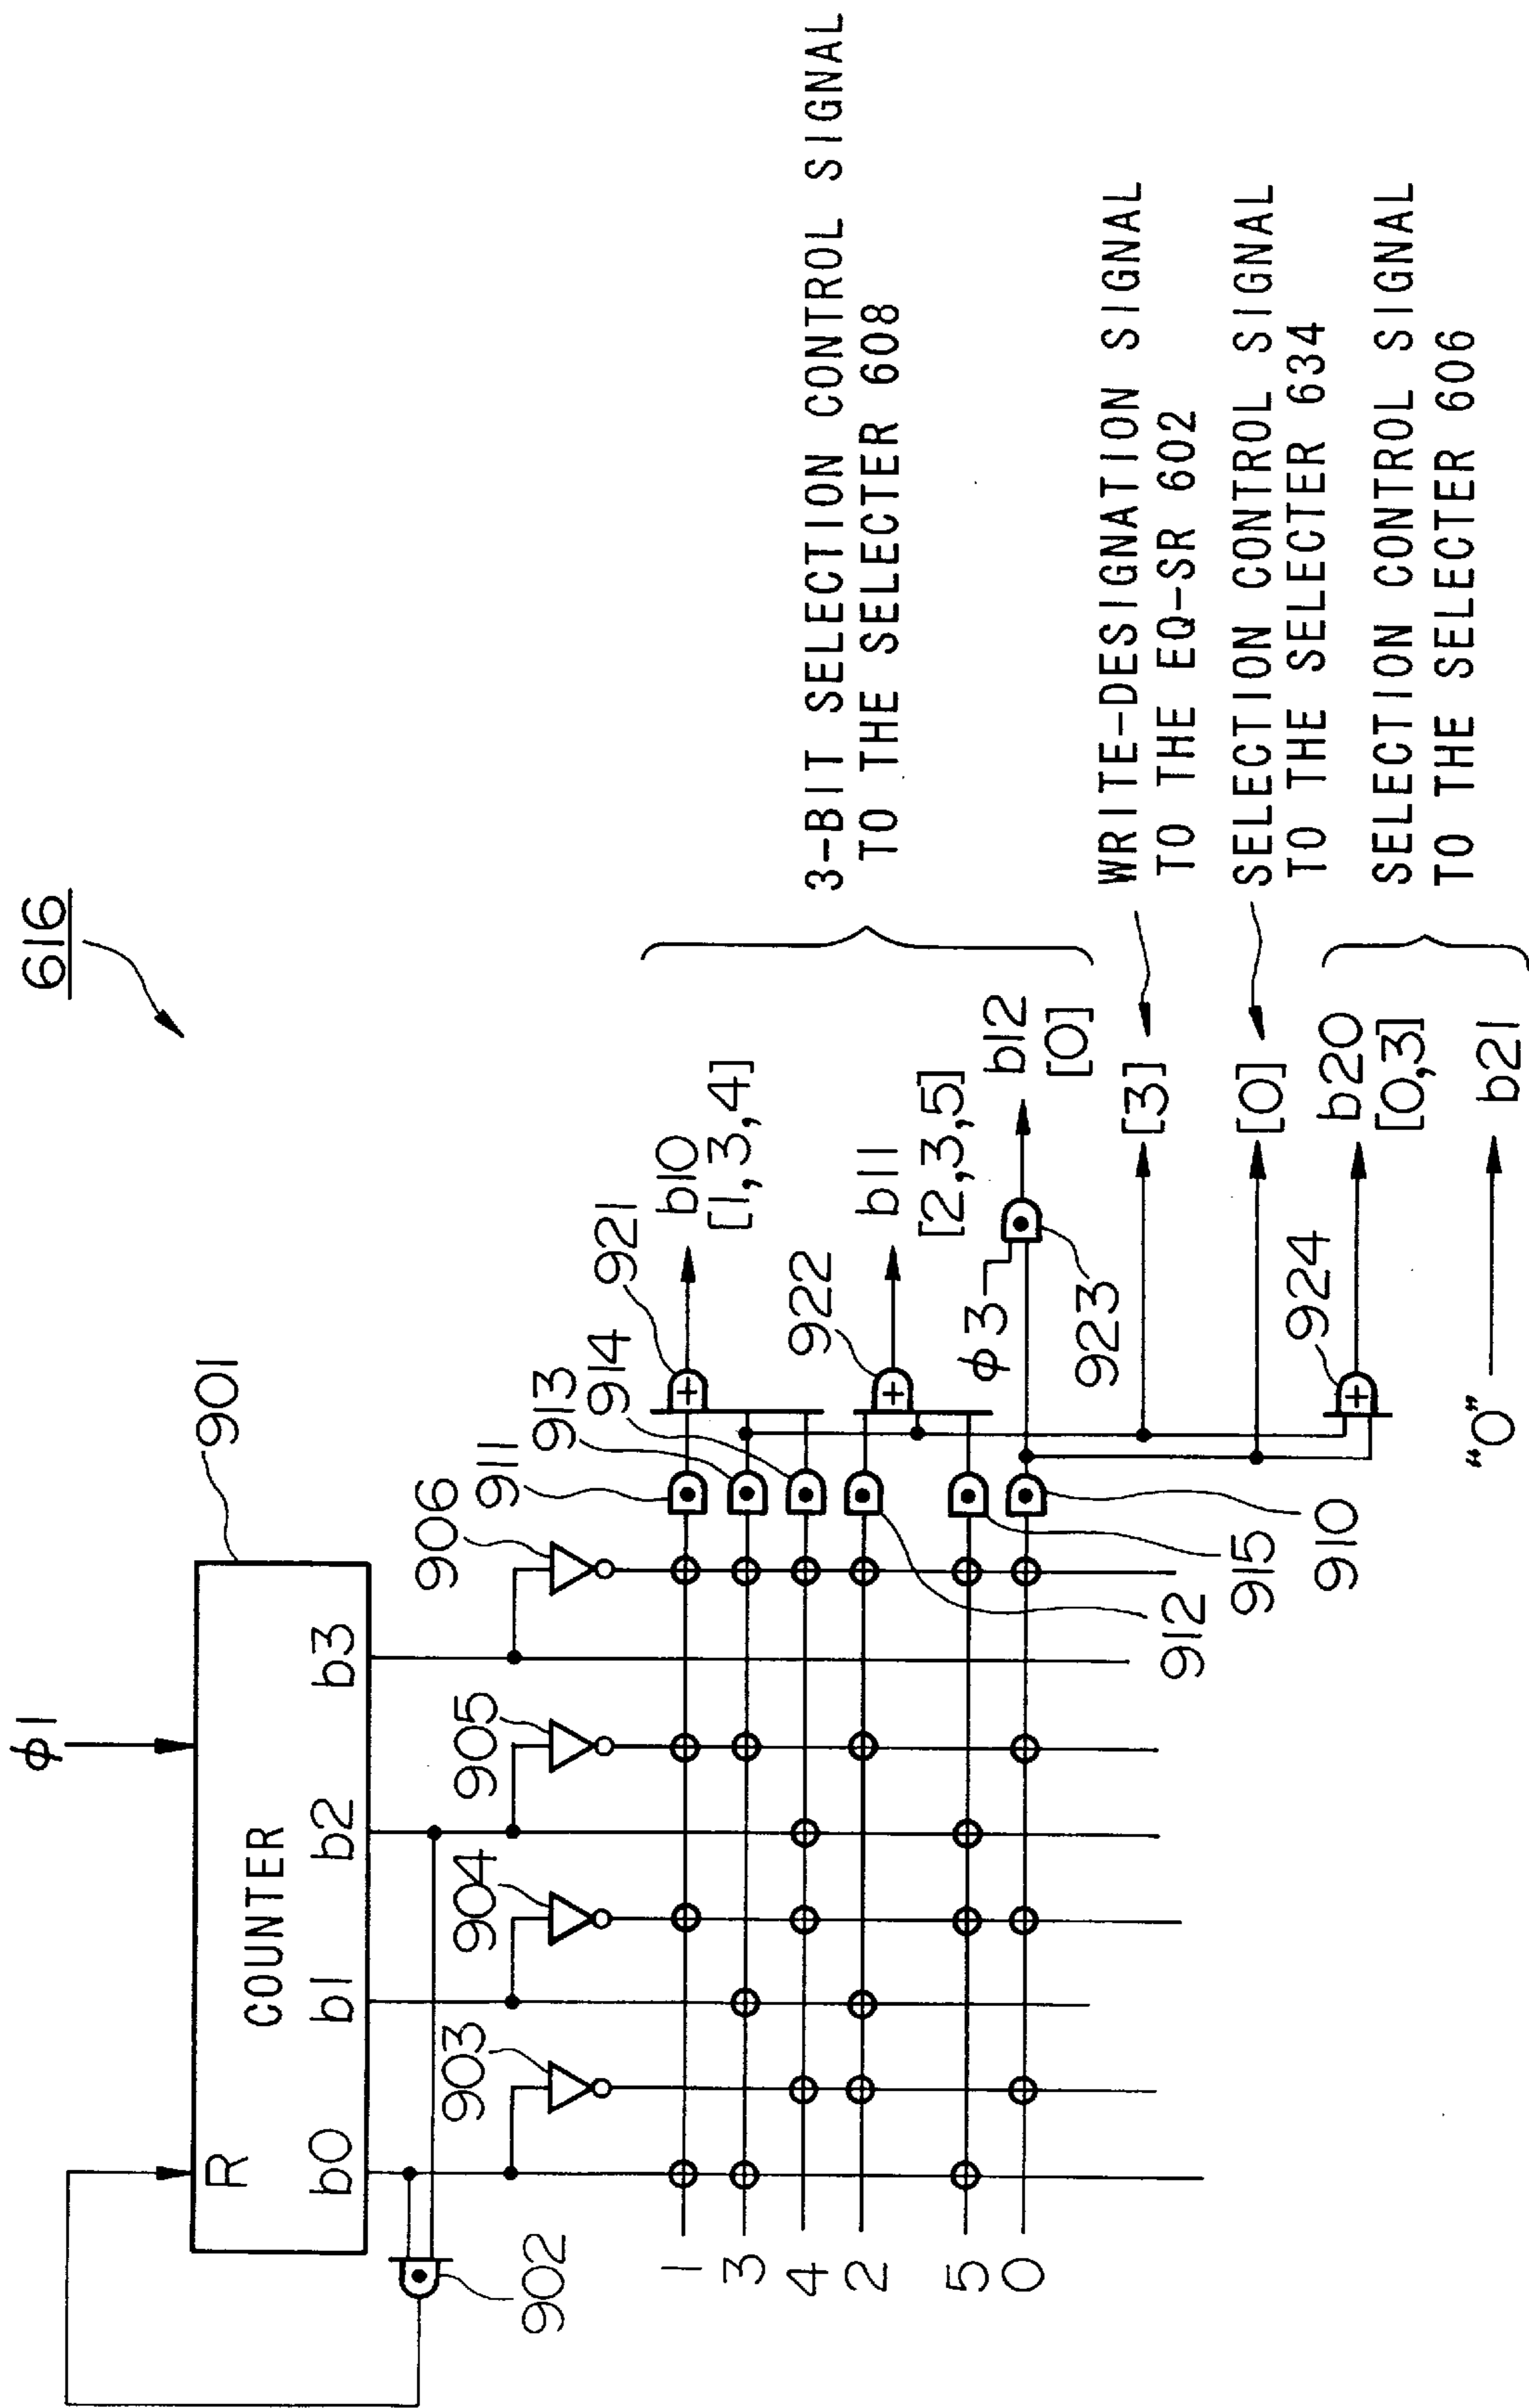 616
φ1
901
R
COUNTER
b0
b1
b2
b3
902
903
904
905
906
911
913
914
921
b10
[1,3,4]
922
b11
[2,3,5]
φ3
b12
[0]
923
[3]
[0]
924
b20
[0,3]
"0"
b21
912
915
910
1
3
4
2
5
0
3-BIT SELECTION CONTROL SIGNAL
TO THE SELECTER 608
WRITE-DESIGNATION SIGNAL
TO THE EQ-SR 602
SELECTION CONTROL SIGNAL
TO THE SELECTER 634
SELECTION CONTROL SIGNAL
TO THE SELECTER 606